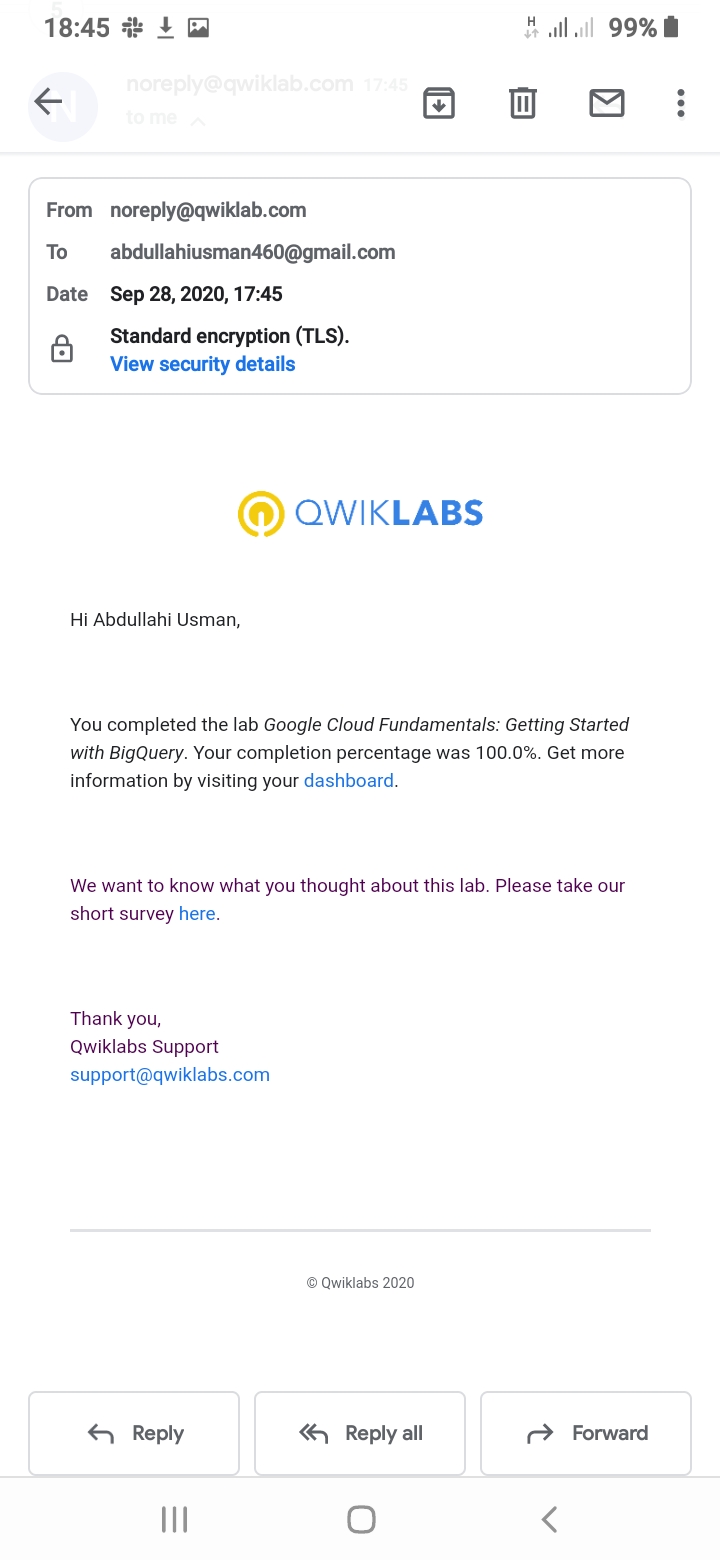 5
18:45
H
99%
N
noreply@qwiklab.com 17:45
to me
From noreply@qwiklab.com
To abdullahiusman460@gmail.com
Date Sep 28, 2020, 17:45
Standard encryption (TLS).
View security details
QWIKLABS
Hi Abdullahi Usman,
You completed the lab Google Cloud Fundamentals: Getting Started
with BigQuery. Your completion percentage was 100.0%. Get more
information by visiting your dashboard.
We want to know what you thought about this lab. Please take our
short survey here.
Thank you,
Qwiklabs Support
support@qwiklabs.com
© Qwiklabs 2020
Reply
Reply all
Forward